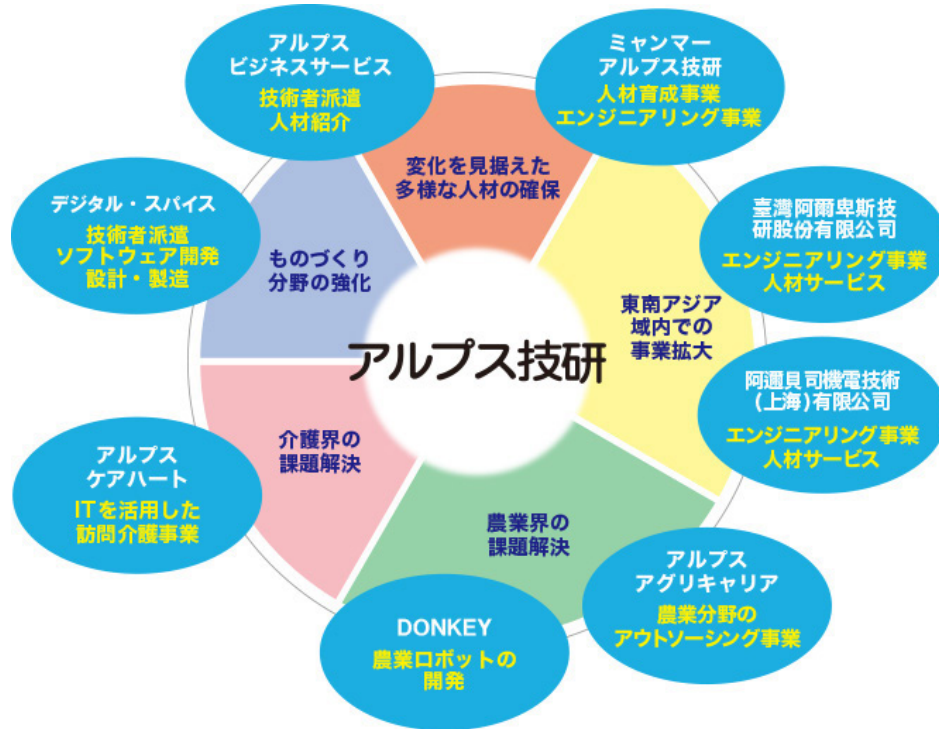 アルプス
ビジネスサービス
技術者派遣
人材紹介
ミャンマー
アルプス技研
人材育成事業
エンジニアリング事業
変化を見据えた
多様な人材の確保
デジタル・スパイス
技術者派遣
ソフトウェア開発
設計・製造
臺灣阿爾卑斯技
研股份有限公司
エンジニアリング事業
人材サービス
ものづくり
分野の強化
東南アジア
域内での
事業拡大
アルプス技研
阿邇貝司機電技術
(上海)有限公司
エンジニアリング事業
人材サービス
介護界の
課題解決
アルプス
ケアハート
ITを活用した
訪問介護事業
農業界の
課題解決
アルプス
アグリキャリア
農業分野の
アウトソーシング事業
DONKEY
農業ロボットの
開発